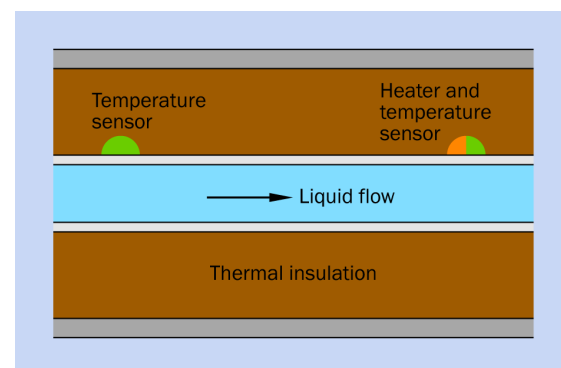 Temperature
sensor
Heater and
temperature
sensor
Liquid flow
Thermal insulation